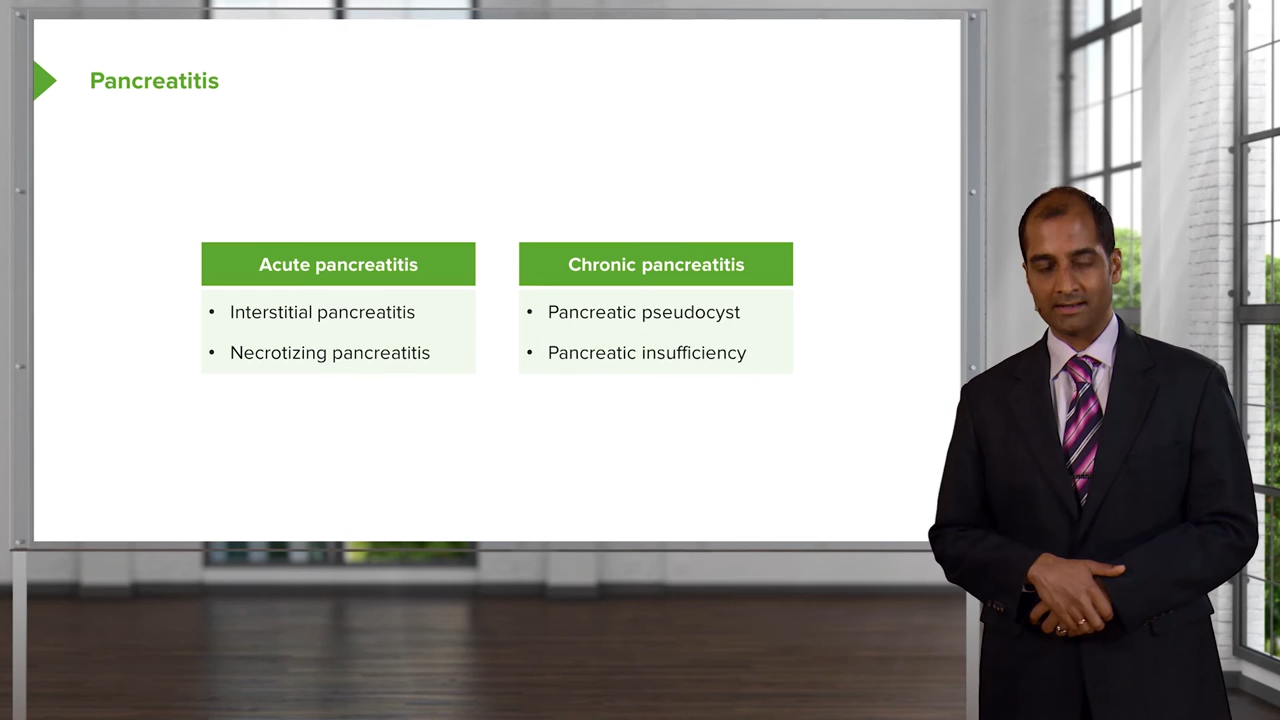 Pancreatitis
Acute pancreatitis
• Interstitial pancreatitis
• Necrotizing pancreatitis
Chronic pancreatitis
• Pancreatic pseudocyst
• Pancreatic insufficiency